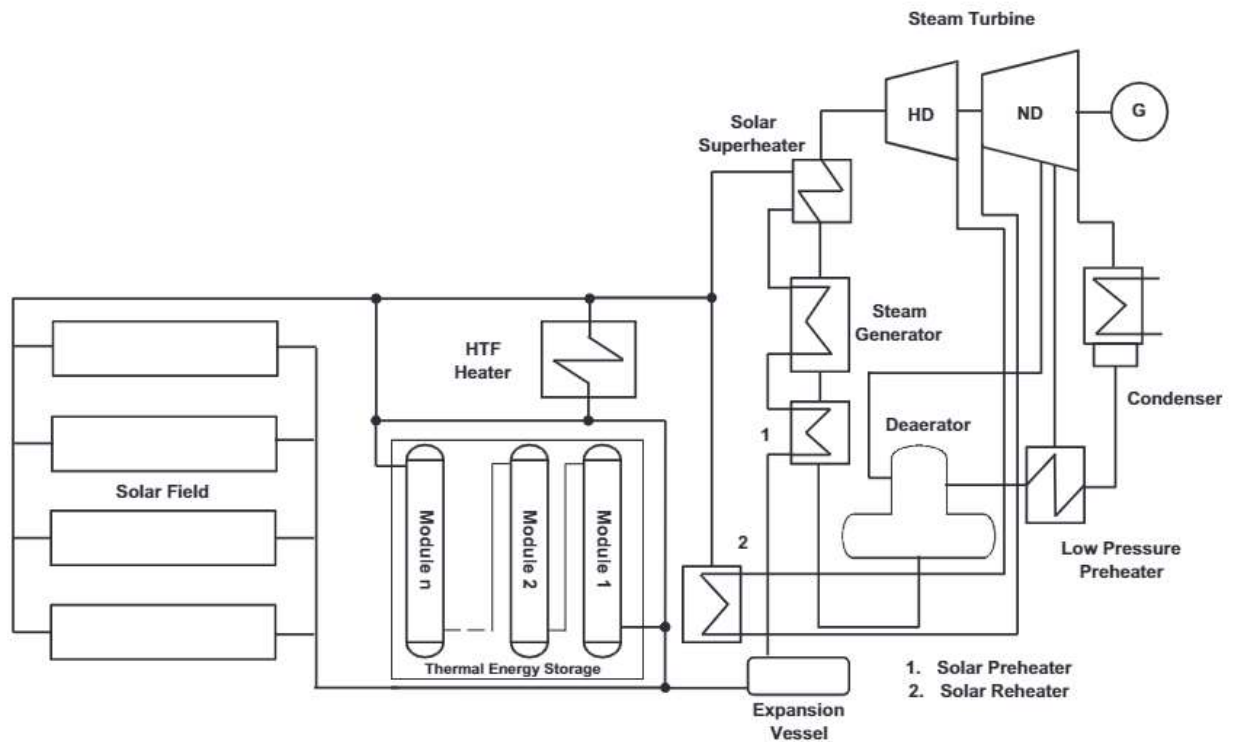 Steam Turbine
HD
ND
G
Solar
Superheater
Steam
Generator
HTF
Heater
Condenser
1
Deaerator
Solar Field
Module n
Module 2
Module 1
2
Low Pressure
Preheater
Thermal Energy Storage
1. Solar Preheater
2. Solar Reheater
Expansion
Vessel